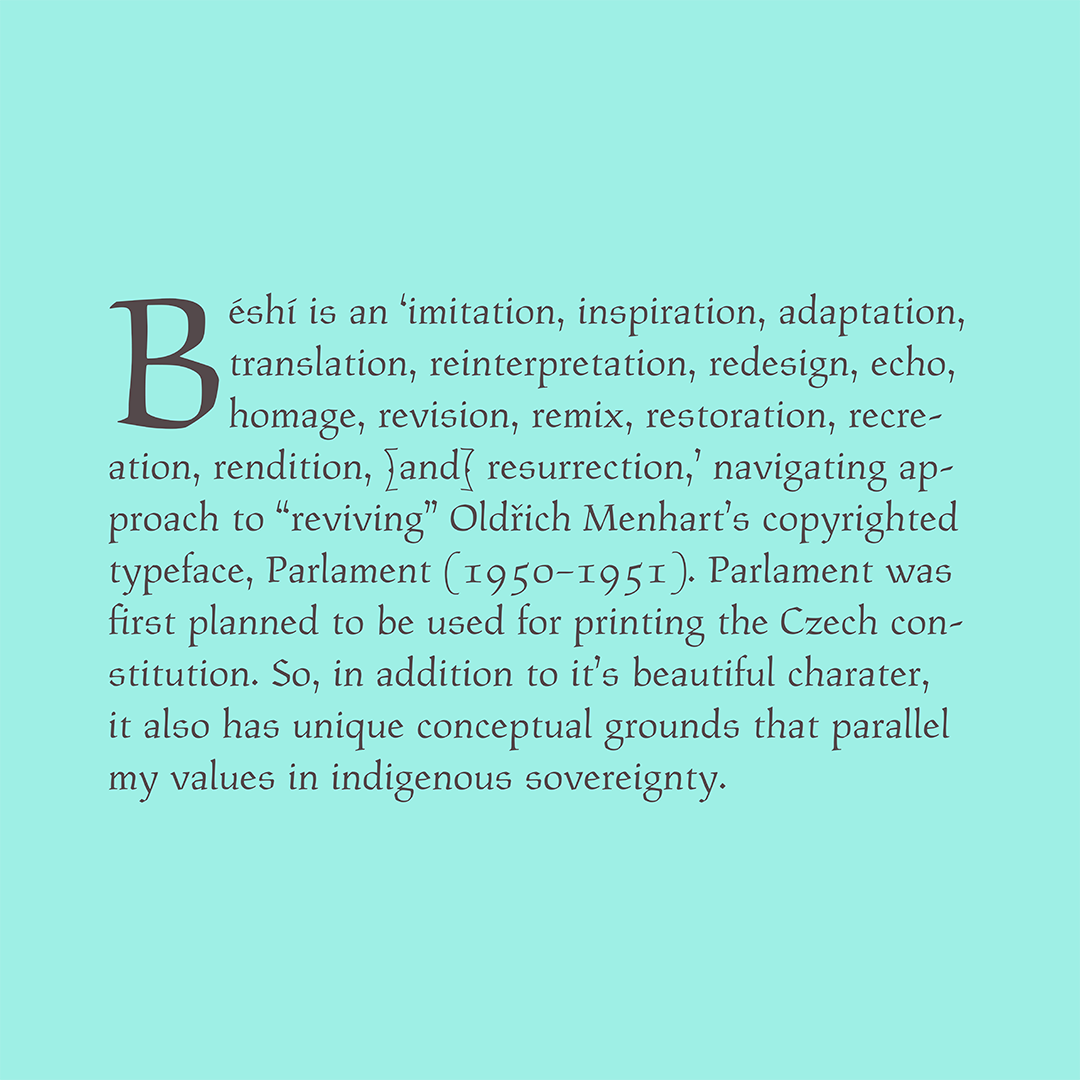 Béshí is an ‘imitation, inspiration, adaptation,
translation, reinterpretation, redesign, echo,
homage, revision, remix, restoration, recre-
ation, rendition, }and{ resurrection,’ navigating ap-
proach to “reviving” Oldřich Menhart’s copyrighted
typeface, Parlament (1950–1951). Parlament was
first planned to be used for printing the Czech con-
stitution. So, in addition to it’s beautiful charater,
it also has unique conceptual grounds that parallel
my values in indigenous sovereignty.